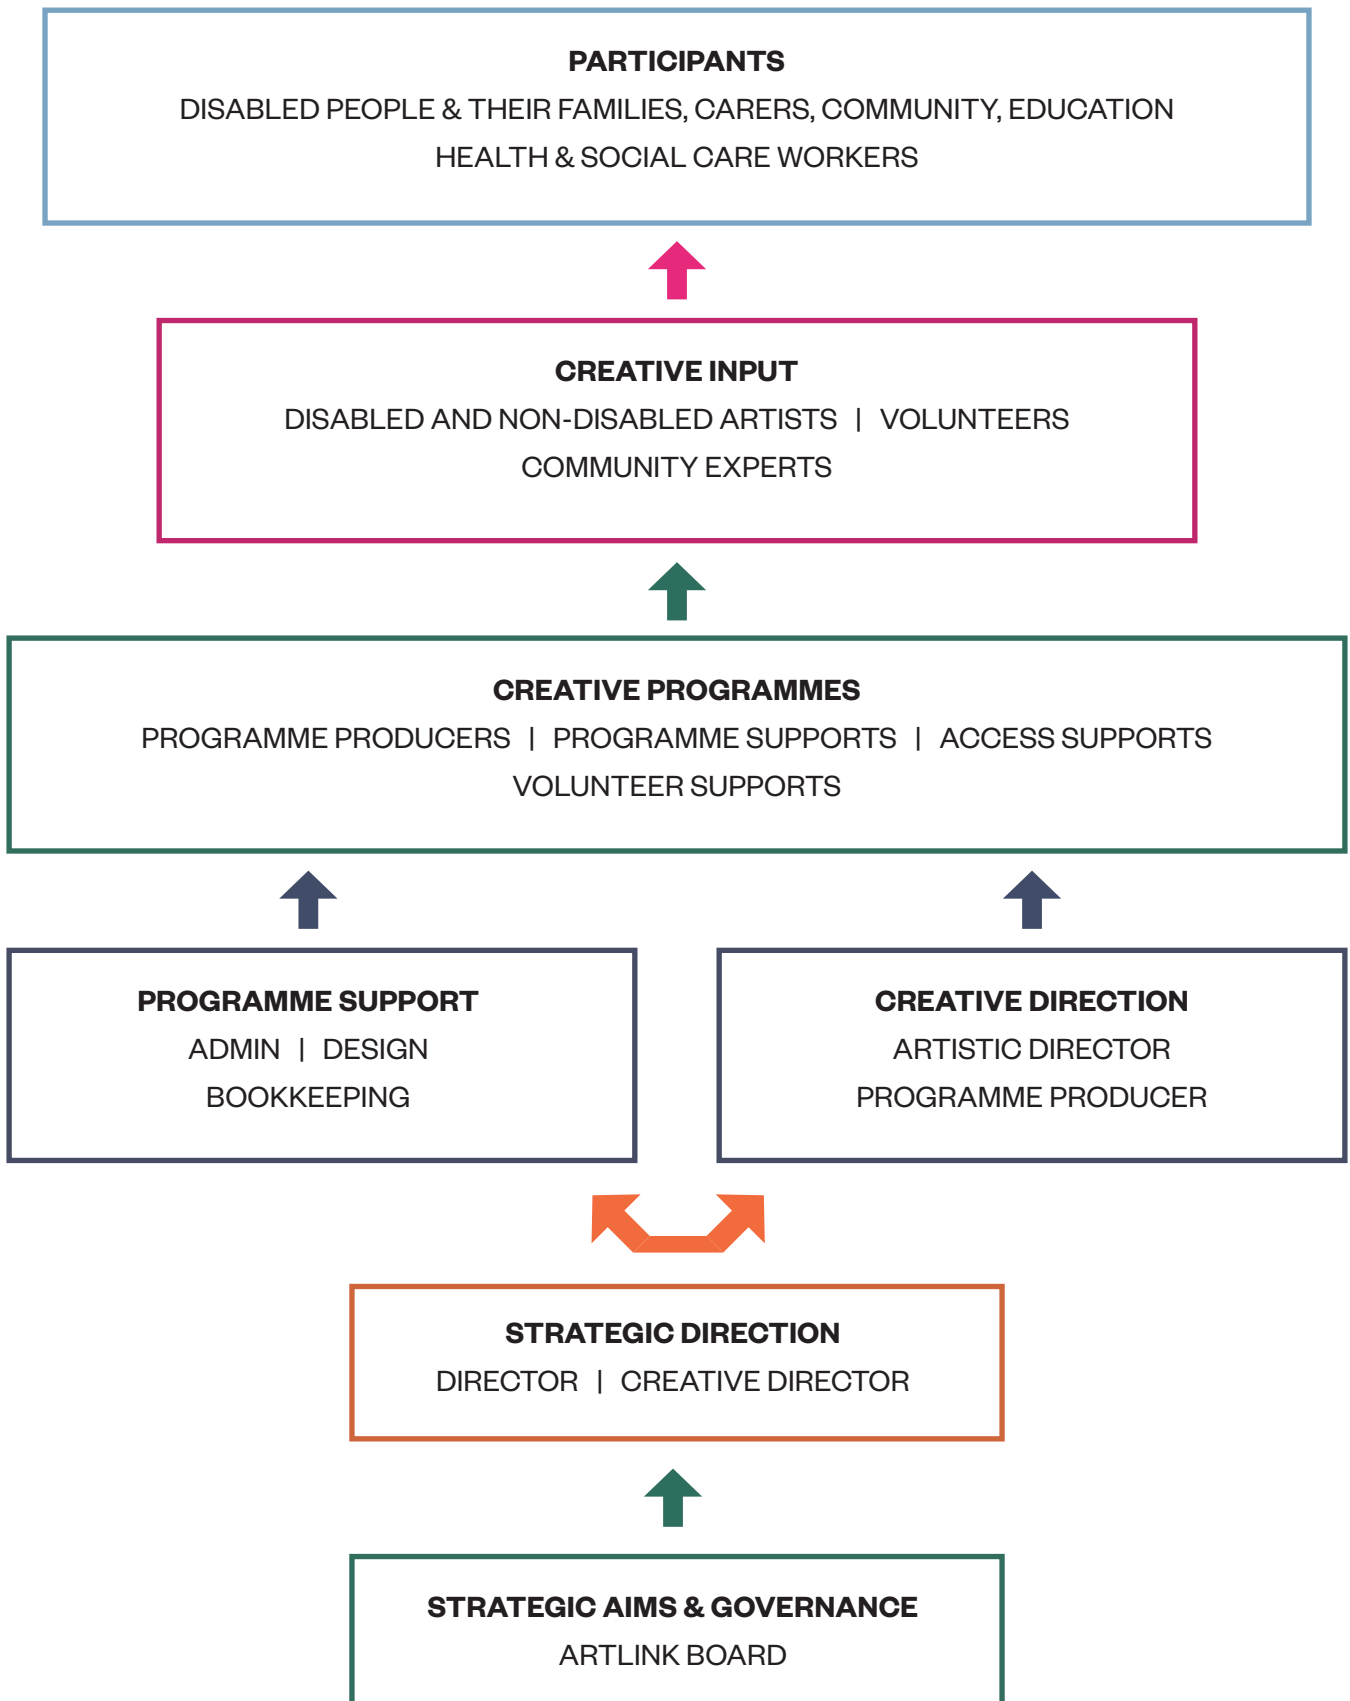 PARTICIPANTS
DISABLED PEOPLE & THEIR FAMILIES, CARERS, COMMUNITY, EDUCATION
HEALTH & SOCIAL CARE WORKERS
CREATIVE INPUT
DISABLED AND NON-DISABLED ARTISTS | VOLUNTEERS
COMMUNITY EXPERTS
CREATIVE PROGRAMMES
PROGRAMME PRODUCERS | PROGRAMME SUPPORTS | ACCESS SUPPORTS
VOLUNTEER SUPPORTS
PROGRAMME SUPPORT
ADMIN | DESIGN
BOOKKEEPING
CREATIVE DIRECTION
ARTISTIC DIRECTOR
PROGRAMME PRODUCER
STRATEGIC DIRECTION
DIRECTOR | CREATIVE DIRECTOR
STRATEGIC AIMS & GOVERNANCE
ARTLINK BOARD